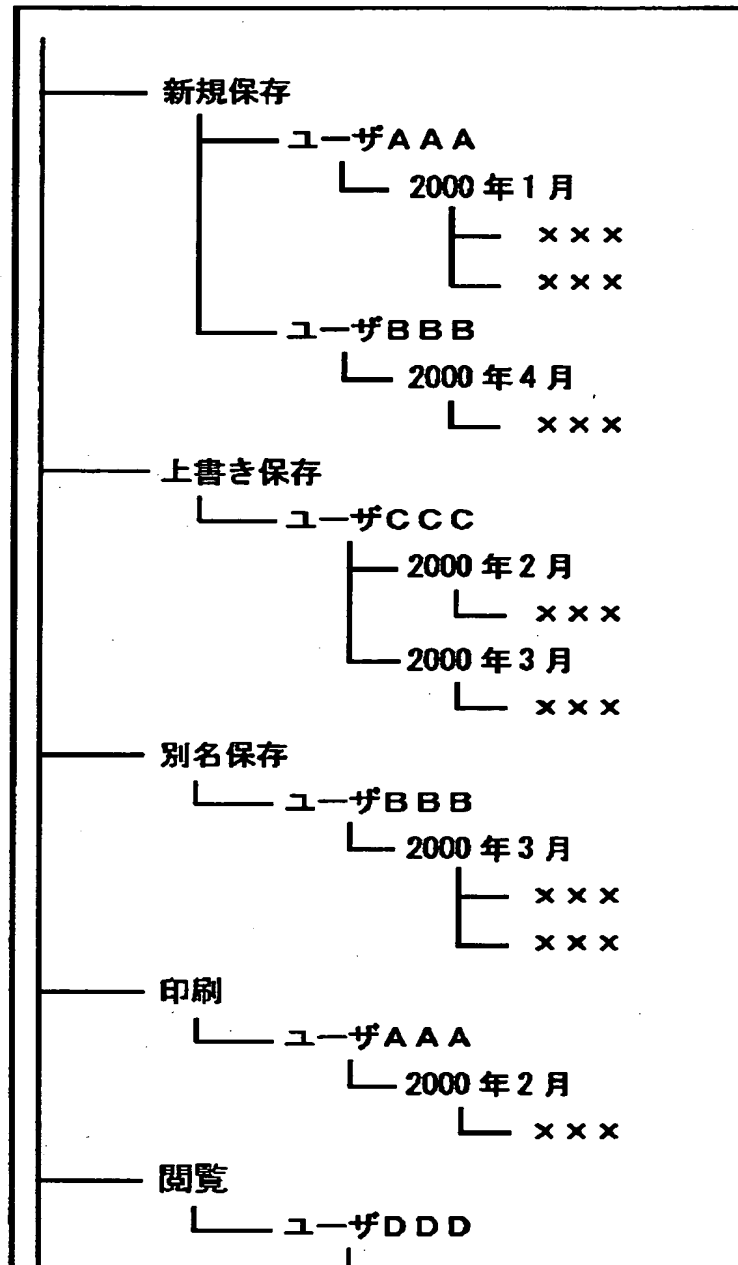 新規保存
ユーザAAA
2000年1月
×××
×××
ユーザBBB
2000年4月
×××
上書き保存
ユーザCCC
2000年2月
×××
2000年3月
×××
別名保存
ユーザBBB
2000年3月
×××
×××
印刷
ユーザAAA
2000年2月
×××
閲覧
ユーザDDD